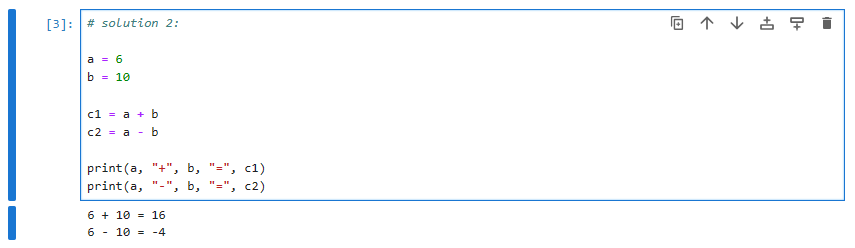 [3]: # solution 2:
a = 6
b = 10
c1 = a + b
c2 = a - b
print(a, "+", b, "=", c1)
print(a, "-", b, "=", c2)
6 + 10 = 16
6 - 10 = -4